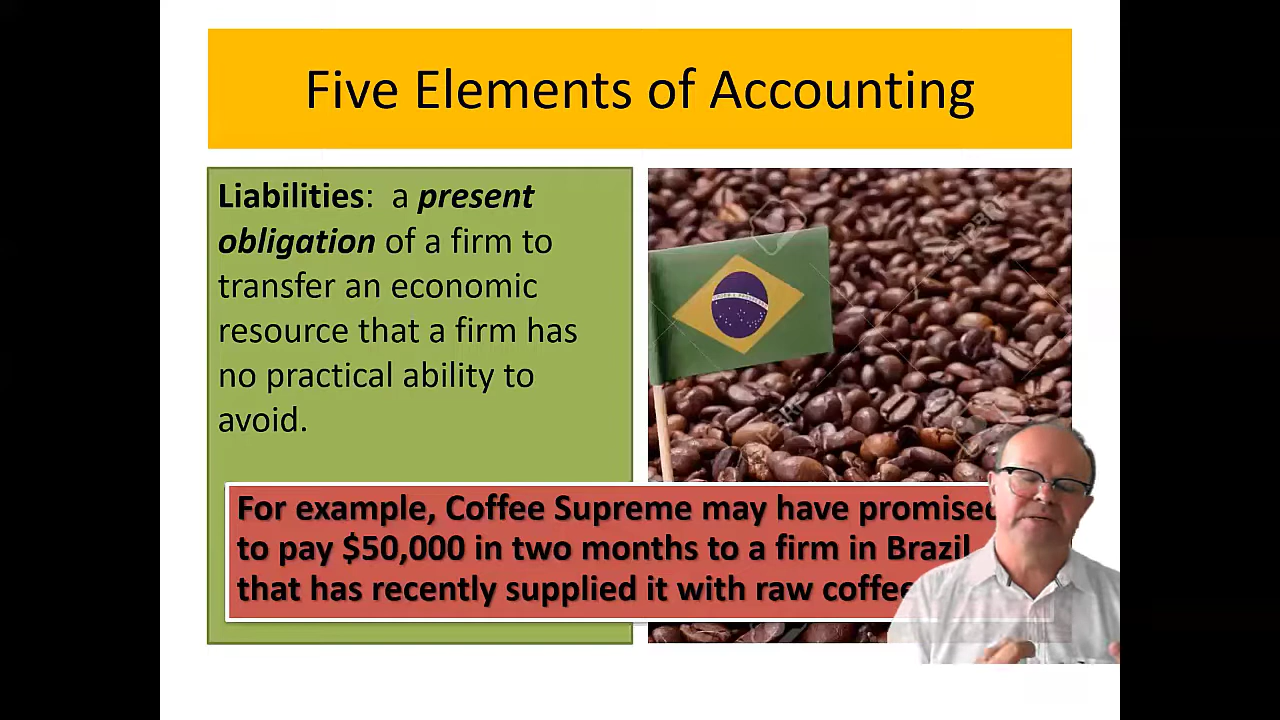 Five Elements of Accounting
Liabilities: a present
obligation of a firm to
transfer an economic
resource that a firm has
no practical ability to
avoid.
For example, Coffee Supreme may have promised
to pay $50,000 in two months to a firm in Brazil
that has recently supplied it with raw coffee